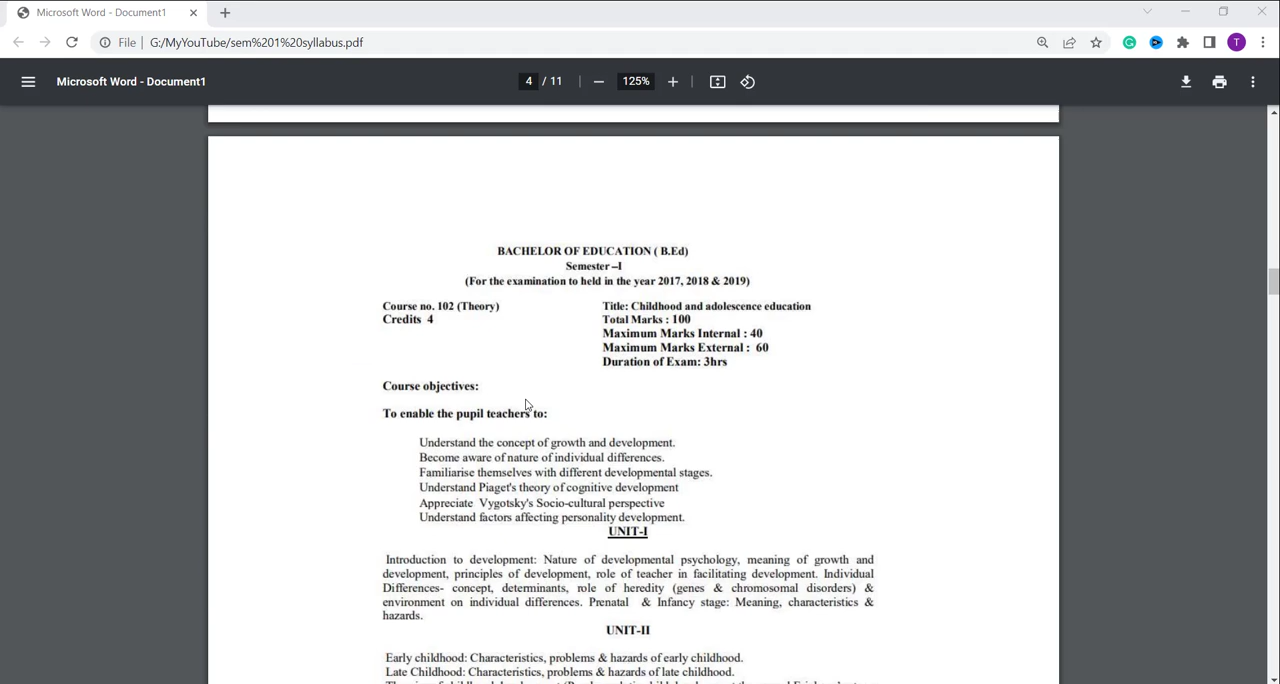 Microsoft Word - Document1
File G:/MyYouTube/sem%201%20syllabus.pdf
T
Microsoft Word - Document1
4 / 11
125%
BACHELOR OF EDUCATION ( B.Ed)
Semester –I
(For the examination to held in the year 2017, 2018 & 2019)
Course no. 102 (Theory) Title: Childhood and adolescence education
Credits 4 Total Marks : 100
Maximum Marks Internal : 40
Maximum Marks External : 60
Duration of Exam: 3hrs
Course objectives:
To enable the pupil teachers to:
Understand the concept of growth and development.
Become aware of nature of individual differences.
Familiarise themselves with different developmental stages.
Understand Piaget's theory of cognitive development
Appreciate Vygotsky's Socio-cultural perspective
Understand factors affecting personality development.
UNIT-I
Introduction to development: Nature of developmental psychology, meaning of growth and
development, principles of development, role of teacher in facilitating development. Individual
Differences- concept, determinants, role of heredity (genes & chromosomal disorders) &
environment on individual differences. Prenatal & Infancy stage: Meaning, characteristics &
hazards.
UNIT-II
Early childhood: Characteristics, problems & hazards of early childhood.
Late Childhood: Characteristics, problems & hazards of late childhood.